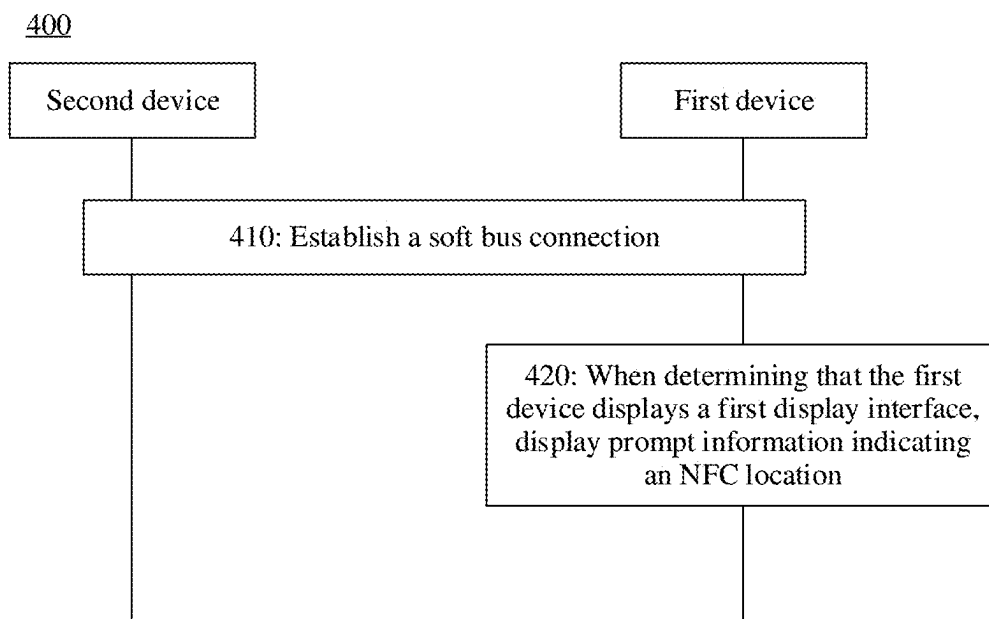 400
Second device
First device
410: Establish a soft bus connection
420: When determining that the first
device displays a first display interface,
display prompt information indicating
an NFC location